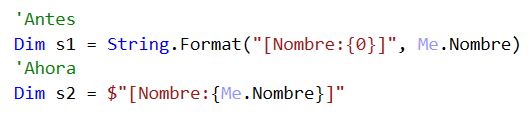 'Antes
Dim s1 = String.Format("[Nombre:{0}]", Me.Nombre)
'Ahora
Dim s2 = $"[Nombre:{Me.Nombre}]"